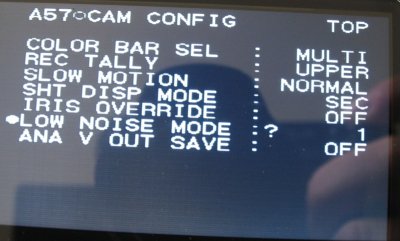 A57○CAM CONFIG TOP
COLOR BAR SEL : MULTI
REC TALLY : UPPER
SLOW MOTION : NORMAL
SHT DISP MODE : SEC
IRIS OVERRIDE : OFF
●LOW NOISE MODE :? 1
ANA V OUT SAVE : OFF